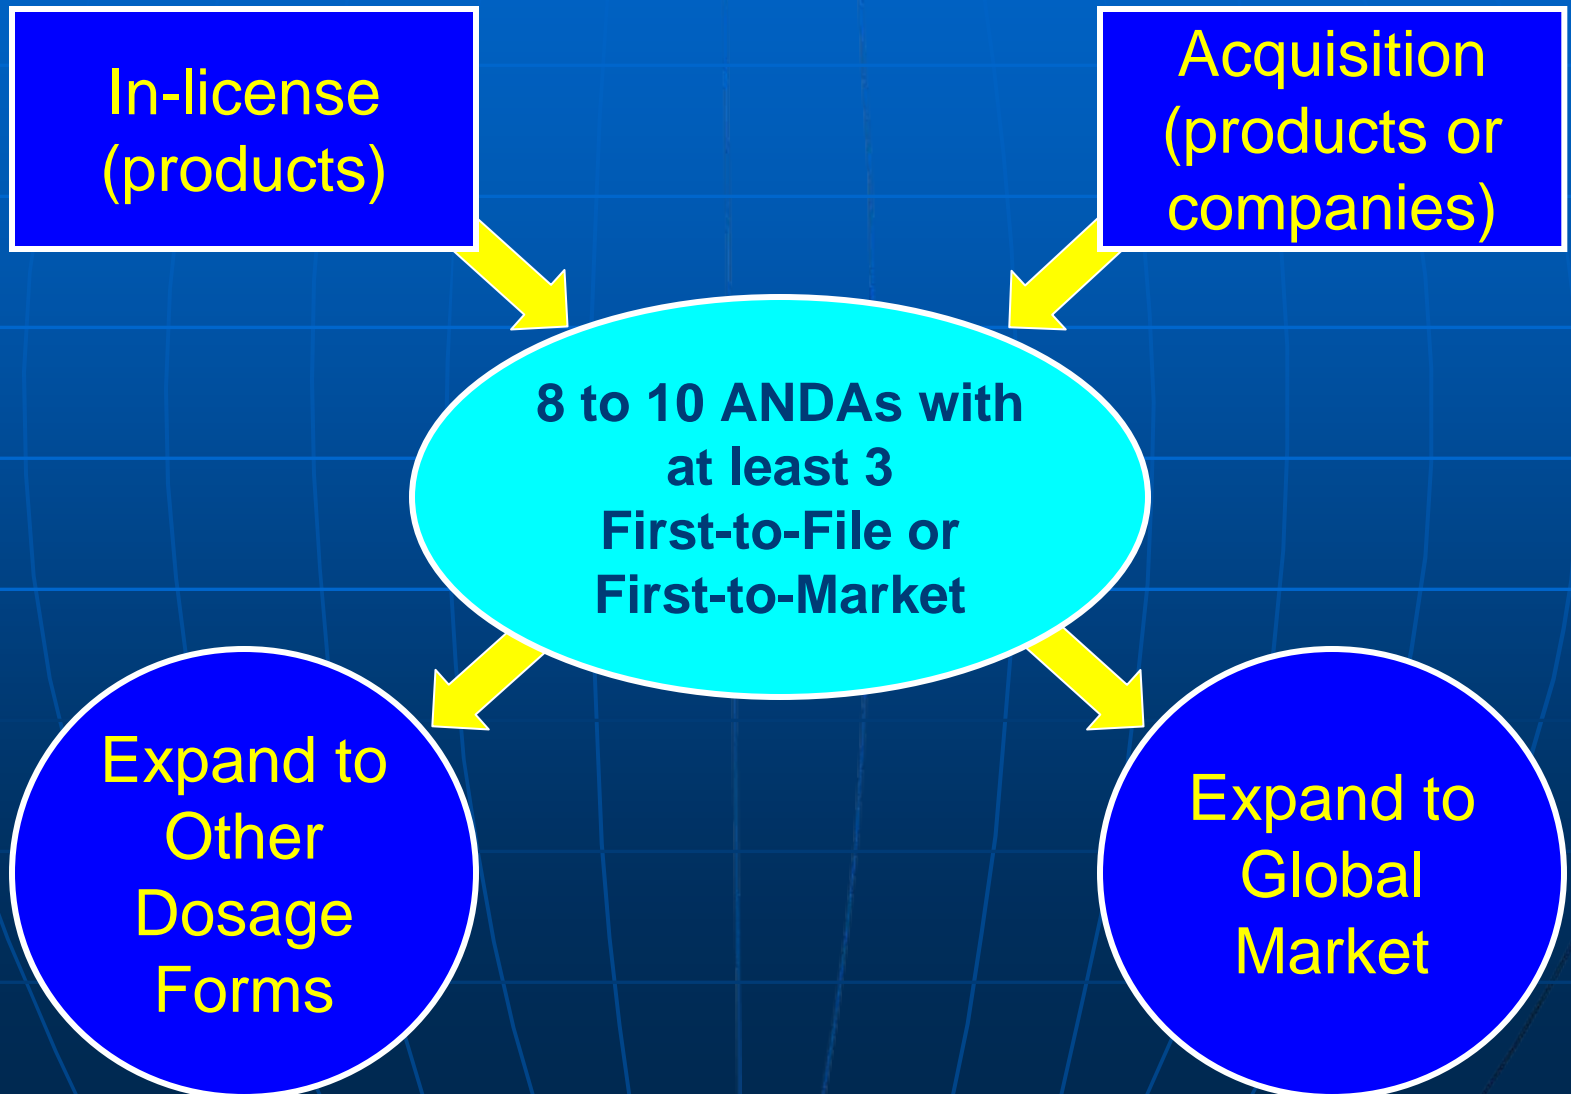 In-license
(products)
Acquisition
(products or
companies)
8 to 10 ANDAs with
at least 3
First-to-File or
First-to-Market
Expand to
Other
Dosage
Forms
Expand to
Global
Market